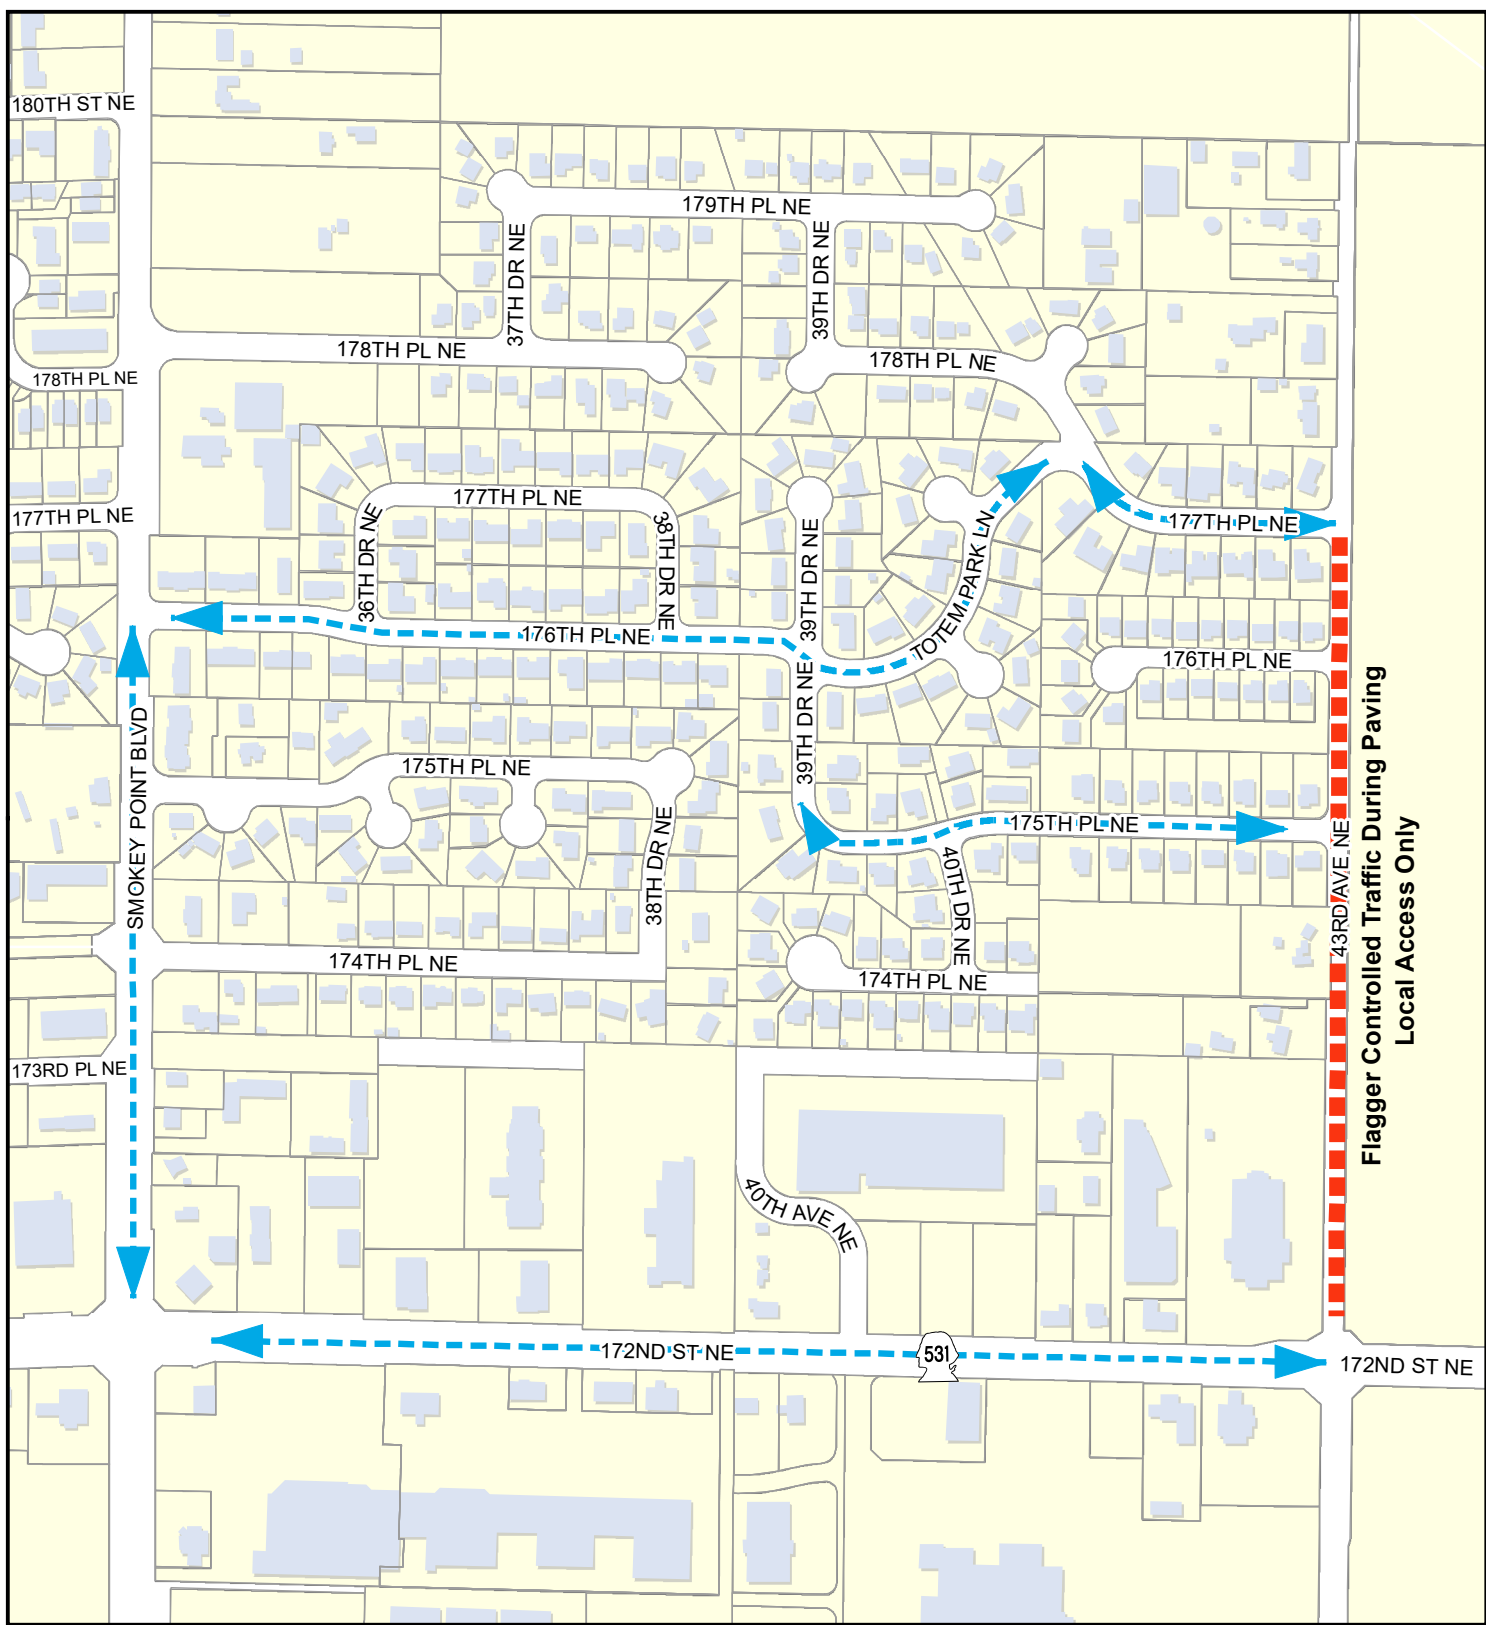 180TH ST NE
179TH PL NE
37TH DR NE
39TH DR NE
178TH PL NE
178TH PL NE
178TH PL NE
177TH PL NE
177TH PL NE
177TH PL NE
36TH DR NE
38TH DR NE
39TH DR NE
TOTEM PARK LN
176TH PL NE
176TH PL NE
39TH DR NE
SMOKEY POINT BLVD
175TH PL NE
175TH PL NE
38TH DR NE
40TH DR NE
43RD AVE NE
Flagger Controlled Traffic During Paving
Local Access Only
174TH PL NE
174TH PL NE
173RD PL NE
40TH AVE NE
172ND ST NE
531
172ND ST NE